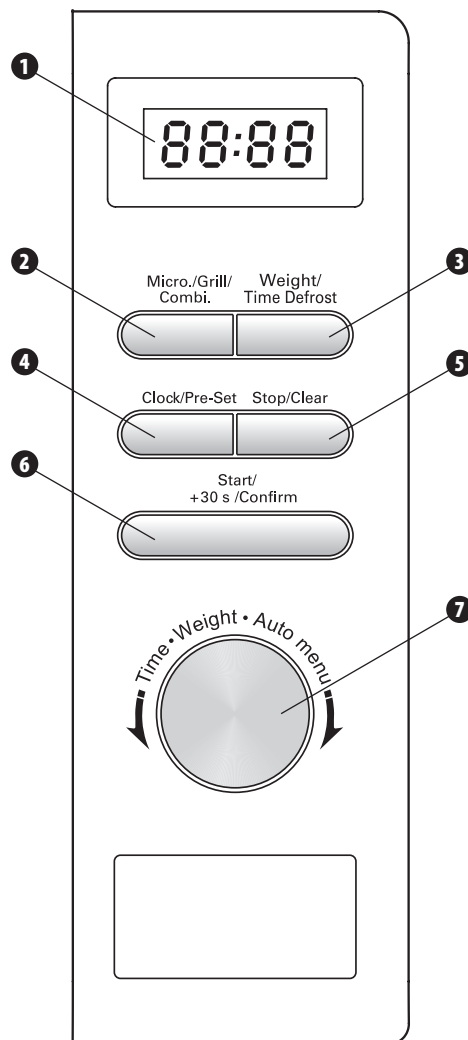 1
88:88
2
3
Micro./Grill/
Combi.
Weight/
Time Defrost
4
5
Clock/Pre-Set
Stop/Clear
6
Start/
+30 s /Confirm
7
Time • Weight • Auto menu